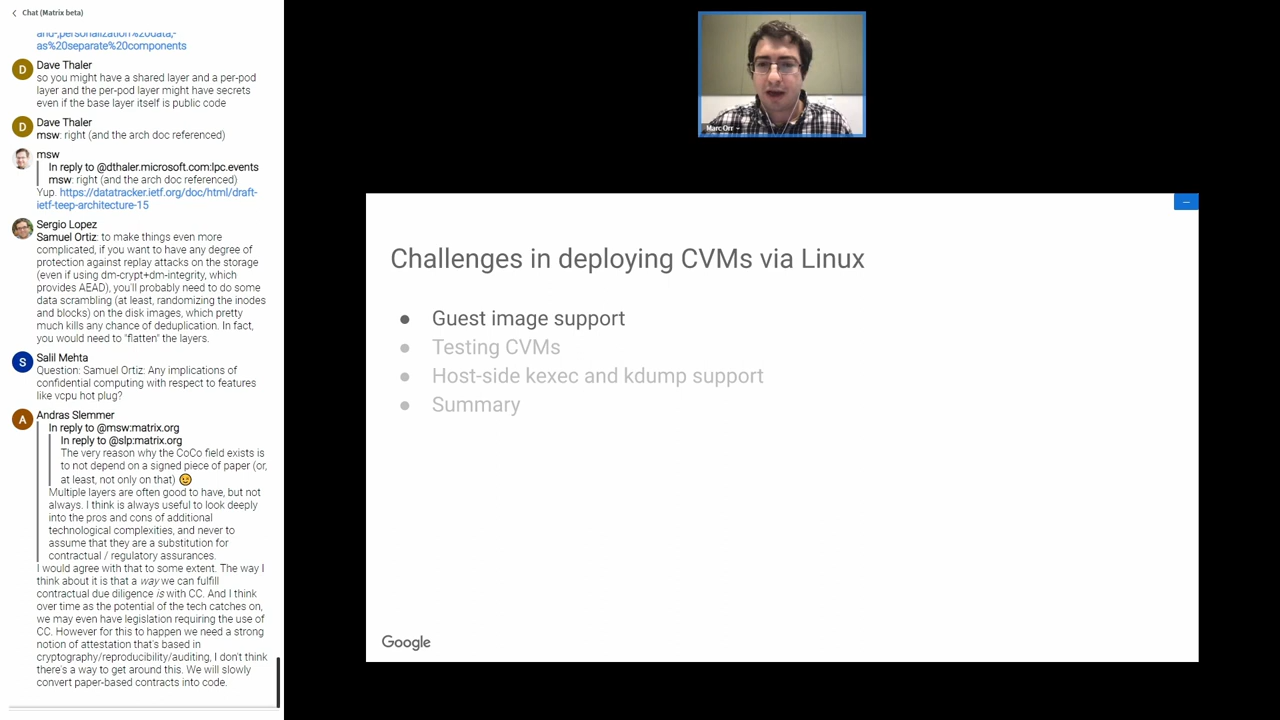 Chat (Matrix beta)
and-,personalization%20data,-
as%20separate%20components
D
Dave Thaler
so you might have a shared layer and a per-pod
layer and the per-pod layer might have secrets
even if the base layer itself is public code
D
Dave Thaler
msw: right (and the arch doc referenced)
msw
In reply to @dthaler.microsoft.com:lpc.events
msw: right (and the arch doc referenced)
Yup. https://datatracker.ietf.org/doc/html/draft-
ietf-teep-architecture-15
Sergio Lopez
Samuel Ortiz: to make things even more
complicated, if you want to have any degree of
protection against replay attacks on the storage
(even if using dm-crypt+dm-integrity, which
provides AEAD), you'll probably need to do some
data scrambling (at least, randomizing the inodes
and blocks) on the disk images, which pretty
much kills any chance of deduplication. In fact,
you would need to "flatten" the layers.
S
Salil Mehta
Question: Samuel Ortiz: Any implications of
confidential computing with respect to features
like vcpu hot plug?
A
Andras Slemmer
In reply to @msw:matrix.org
In reply to @slp:matrix.org
The very reason why the CoCo field exists is
to not depend on a signed piece of paper (or,
at least, not only on that) 😉
Multiple layers are often good to have, but not
always. I think is always useful to look deeply
into the pros and cons of additional
technological complexities, and never to
assume that they are a substitution for
contractual / regulatory assurances.
I would agree with that to some extent. The way I
think about it is that a way we can fulfill
contractual due diligence is with CC. And I think
over time as the potential of the tech catches on,
we may even have legislation requiring the use of
CC. However for this to happen we need a strong
notion of attestation that's based in
cryptography/reproducibility/auditing, I don't think
there's a way to get around this. We will slowly
convert paper-based contracts into code.
Marc Orr
Challenges in deploying CVMs via Linux
● Guest image support
● Testing CVMs
● Host-side kexec and kdump support
● Summary
Google